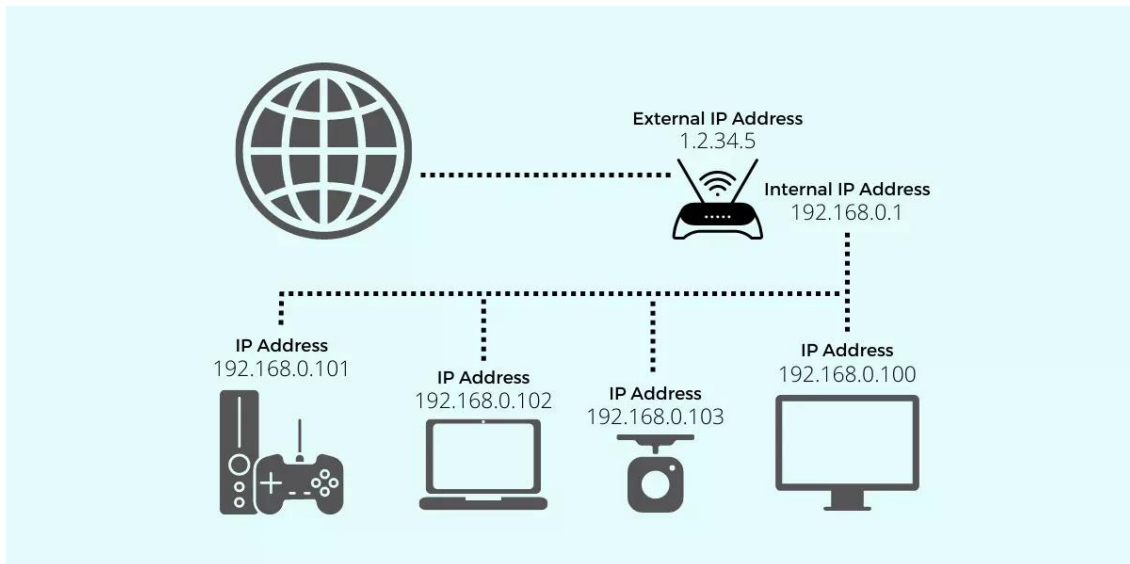 External IP Address
1.2.34.5
Internal IP Address
192.168.0.1
IP Address
192.168.0.101
IP Address
192.168.0.102
IP Address
192.168.0.103
IP Address
192.168.0.100